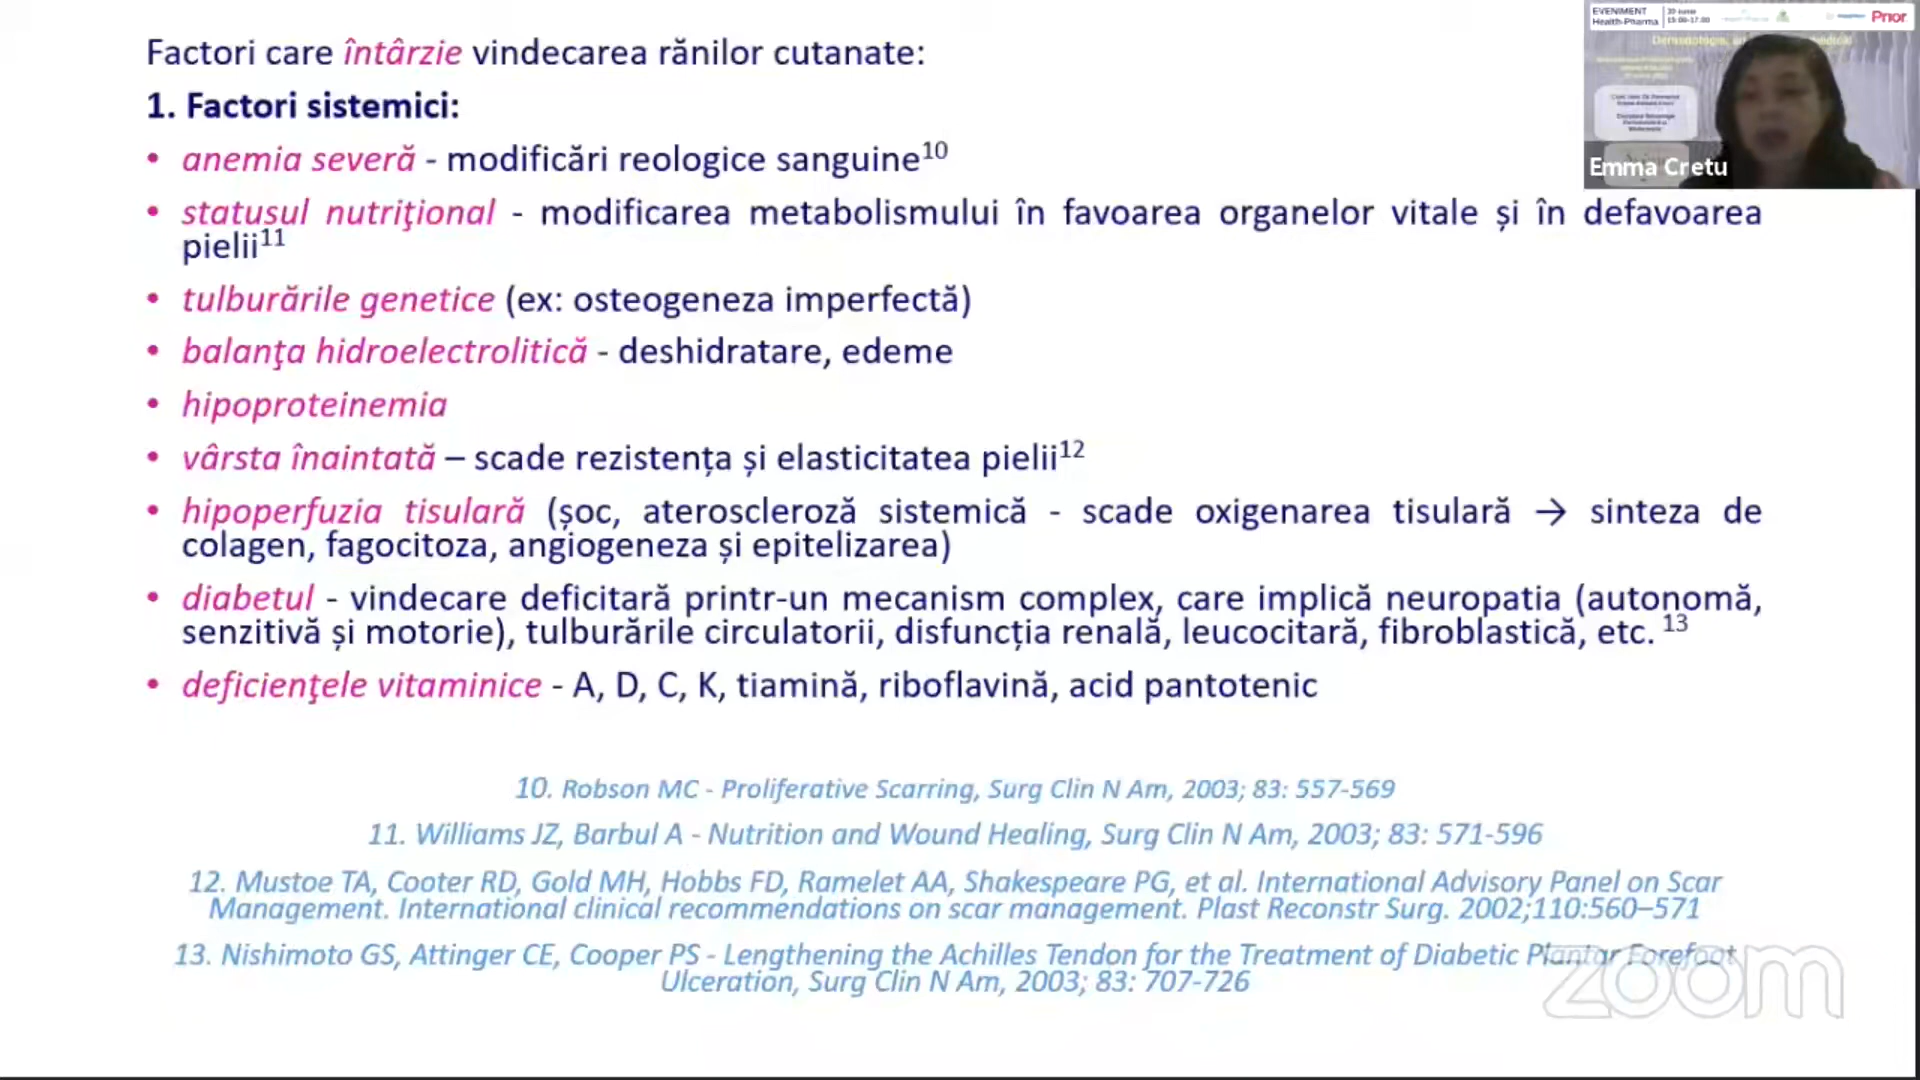 Factori care întârzie vindecarea rănilor cutanate:
1. Factori sistemici:
• anemia severă - modificări reologice sanguine10
• statusul nutriţional - modificarea metabolismului în favoarea organelor vitale și în defavoarea
pielii11
• tulburările genetice (ex: osteogeneza imperfectă)
• balanţa hidroelectrolitică - deshidratare, edeme
• hipoproteinemia
• vârsta înaintată – scade rezistența și elasticitatea pielii12
• hipoperfuzia tisulară (șoc, ateroscleroză sistemică - scade oxigenarea tisulară → sinteza de
colagen, fagocitoza, angiogeneza și epitelizarea)
• diabetul - vindecare deficitară printr-un mecanism complex, care implică neuropatia (autonomă,
senzitivă și motorie), tulburările circulatorii, disfuncția renală, leucocitară, fibroblastică, etc. 13
• deficienţele vitaminice - A, D, C, K, tiamină, riboflavină, acid pantotenic
10. Robson MC - Proliferative Scarring, Surg Clin N Am, 2003; 83: 557-569
11. Williams JZ, Barbul A - Nutrition and Wound Healing, Surg Clin N Am, 2003; 83: 571-596
12. Mustoe TA, Cooter RD, Gold MH, Hobbs FD, Ramelet AA, Shakespeare PG, et al. International Advisory Panel on Scar
Management. International clinical recommendations on scar management. Plast Reconstr Surg. 2002;110:560–571
13. Nishimoto GS, Attinger CE, Cooper PS - Lengthening the Achilles Tendon for the Treatment of Diabetic Plantar Forefoot
Ulceration, Surg Clin N Am, 2003; 83: 707-726
EVENIMENT
Health-Pharma
20 iunie
15:00-17:00
Prior
Emma Cretu
zoom